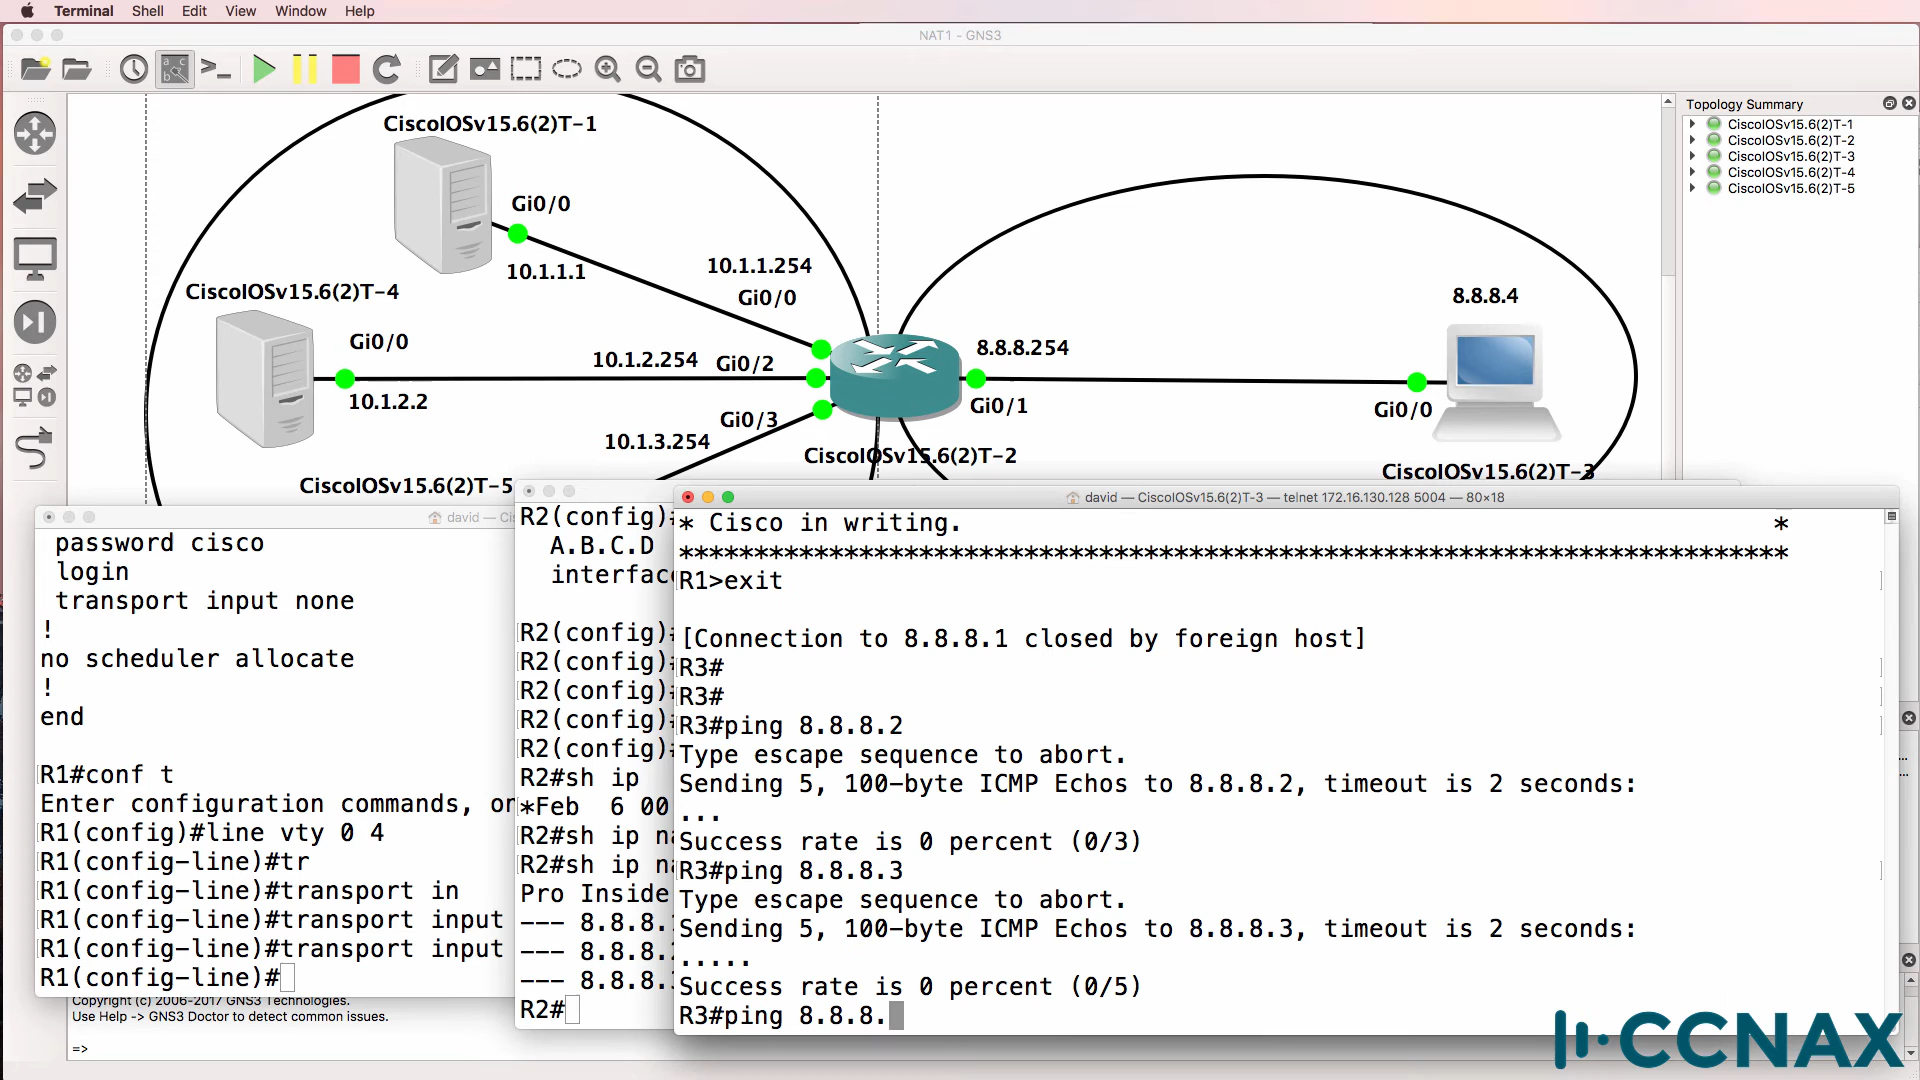 Terminal Shell Edit View Window Help
NAT1 - GNS3
Topology Summary
CiscoIOSv15.6(2)T-1
CiscoIOSv15.6(2)T-2
CiscoIOSv15.6(2)T-3
CiscoIOSv15.6(2)T-4
CiscoIOSv15.6(2)T-5
CiscoIOSv15.6(2)T-1
Gi0/0
10.1.1.1
10.1.1.254
Gi0/0
CiscoIOSv15.6(2)T-4
Gi0/0
10.1.2.2
10.1.2.254
Gi0/2
Gi0/3
10.1.3.254
8.8.8.254
Gi0/1
CiscoIOSv15.6(2)T-2
8.8.8.4
Gi0/0
CiscoIOSv15.6(2)T-3
CiscoIOSv15.6(2)T-5
david —
password cisco
login
transport input none
!
no scheduler allocate
!
end
R1#conf t
Enter configuration commands, on
R1(config)#line vty 0 4
R1(config-line)#tr
R1(config-line)#transport in
R1(config-line)#transport input
R1(config-line)#transport input
R1(config-line)#
R2(config)#
A.B.C.D
interface
R2(config)#
R2(config)#
R2(config)#
R2(config)#
R2(config)#
R2#sh ip
*Feb 6 00
R2#sh ip na
R2#sh ip na
Pro Inside
--- 8.8.8.1
--- 8.8.8.2
--- 8.8.8.3
R2#
david — CiscoIOSv15.6(2)T-3 — telnet 172.16.130.128 5004 — 80×18
* Cisco in writing. *
**************************************************************************
R1>exit
[Connection to 8.8.8.1 closed by foreign host]
R3#
R3#
R3#ping 8.8.8.2
Type escape sequence to abort.
Sending 5, 100-byte ICMP Echos to 8.8.8.2, timeout is 2 seconds:
...
Success rate is 0 percent (0/3)
R3#ping 8.8.8.3
Type escape sequence to abort.
Sending 5, 100-byte ICMP Echos to 8.8.8.3, timeout is 2 seconds:
.....
Success rate is 0 percent (0/5)
R3#ping 8.8.8.
Copyright (c) 2006-2017 GNS3 Technologies.
Use Help -> GNS3 Doctor to detect common issues.
=>
CCNAX